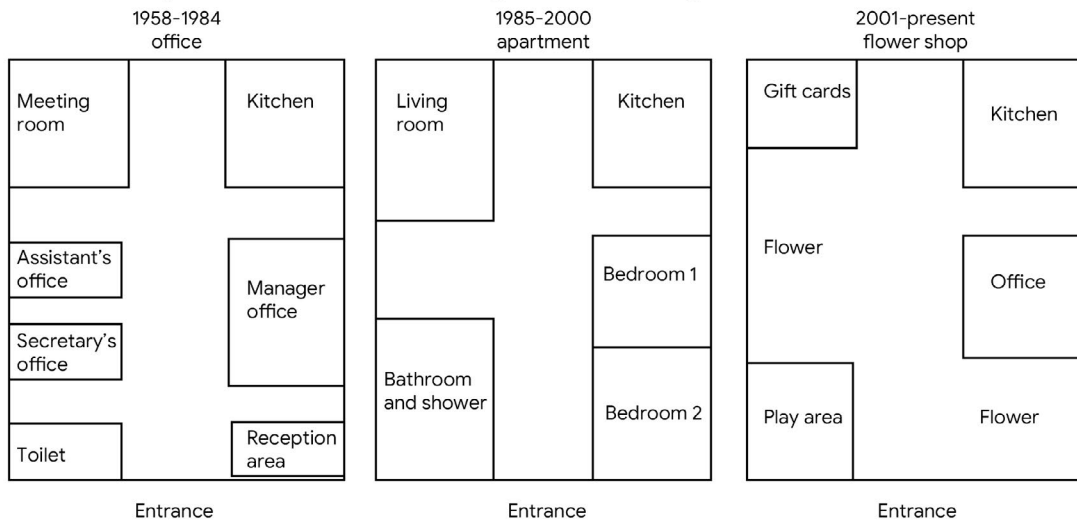 1958-1984
office
Meeting
room
Kitchen
Assistant's
office
Secretary's
office
Manager
office
Toilet
Reception
area
Entrance
1985-2000
apartment
Living
room
Kitchen
Bedroom 1
Bathroom
and shower
Bedroom 2
Entrance
2001-present
flower shop
Gift cards
Kitchen
Flower
Office
Play area
Flower
Entrance